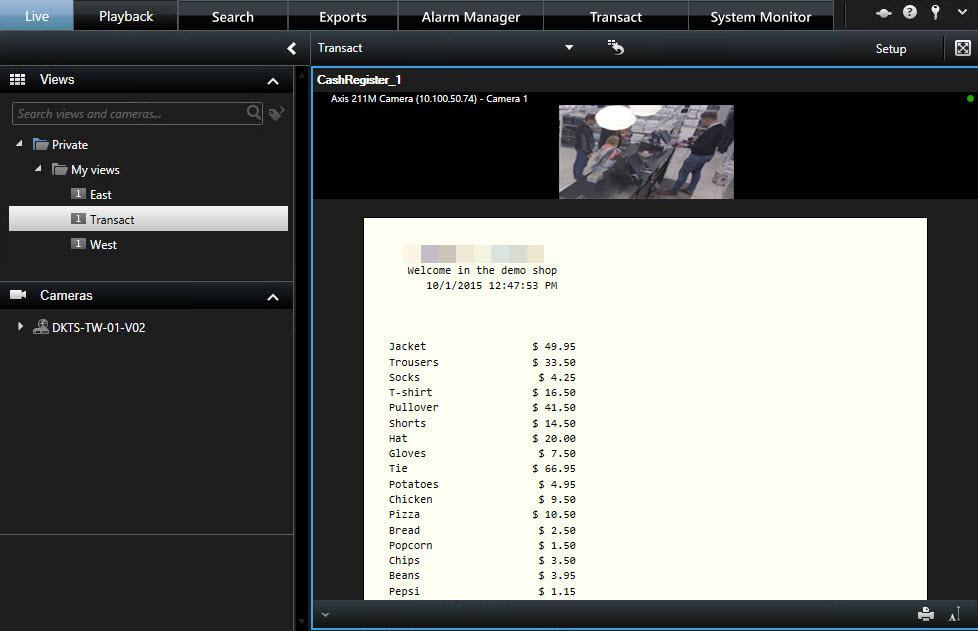 Live Playback Search Exports Alarm Manager Transact System Monitor
Transact Setup
Views
Search views and cameras...
Private
My views
1 East
1 Transact
1 West
Cameras
DKTS-TW-01-V02
CashRegister_1
Axis 211M Camera (10.100.50.74) - Camera 1
Welcome in the demo shop
10/1/2015 12:47:53 PM
Jacket $ 49.95
Trousers $ 33.50
Socks $ 4.25
T-shirt $ 16.50
Pullover $ 41.50
Shorts $ 14.50
Hat $ 20.00
Gloves $ 7.50
Tie $ 66.95
Potatoes $ 4.95
Chicken $ 9.50
Pizza $ 10.50
Bread $ 2.50
Popcorn $ 1.50
Chips $ 3.50
Beans $ 3.95
Pepsi $ 1.15
A